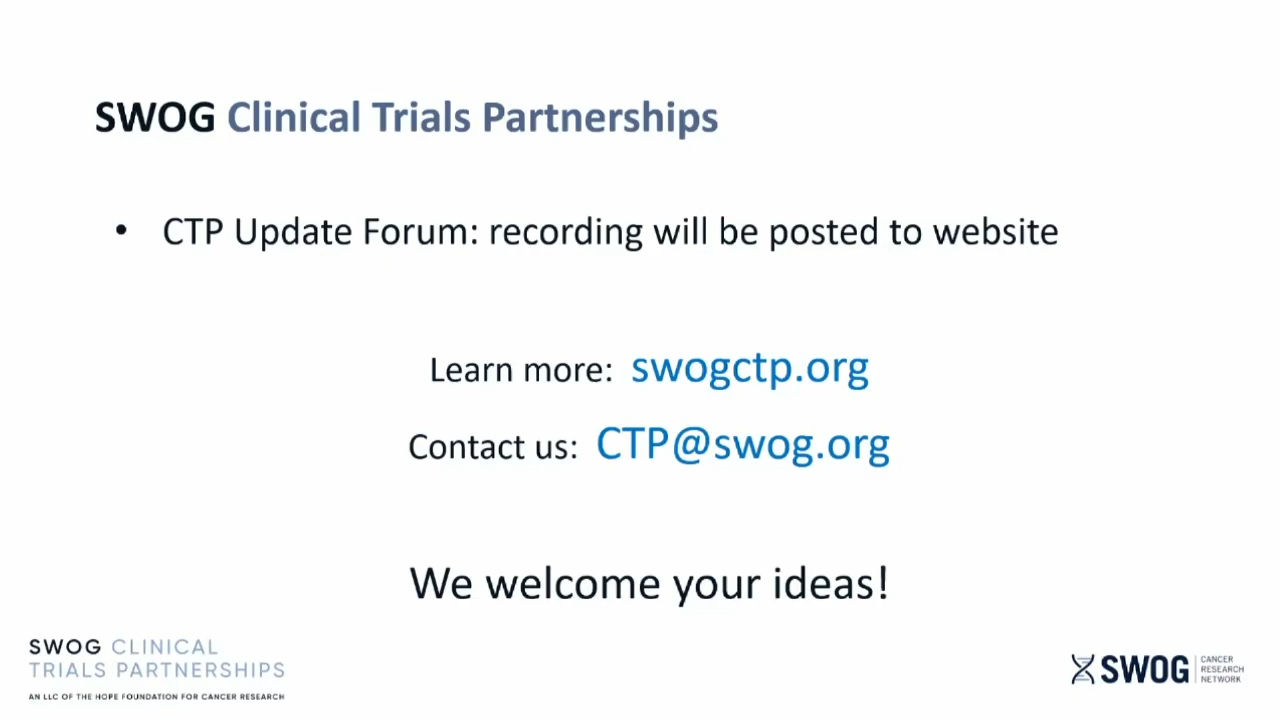 SWOG Clinical Trials Partnerships
• CTP Update Forum: recording will be posted to website
Learn more: swogctp.org
Contact us: CTP@swog.org
We welcome your ideas!
SWOG CLINICAL
TRIALS PARTNERSHIPS
AN LLC OF THE HOPE FOUNDATION FOR CANCER RESEARCH
SWOG
CANCER
RESEARCH
NETWORK